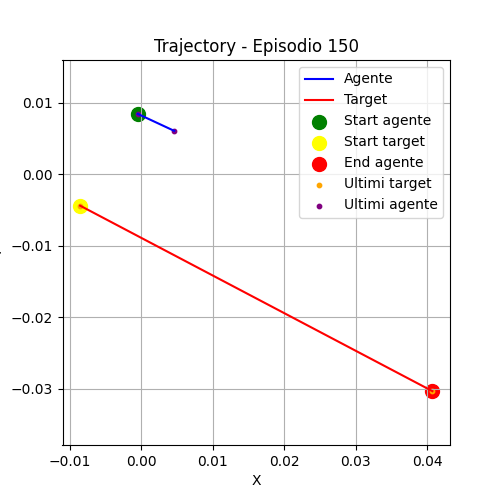 Trajectory - Episodio 150
Agente
Target
Start agente
Start target
End agente
Ultimi target
Ultimi agente
0.01
0.00
−0.01
−0.02
−0.03
−0.01 0.00 0.01 0.02 0.03 0.04
X